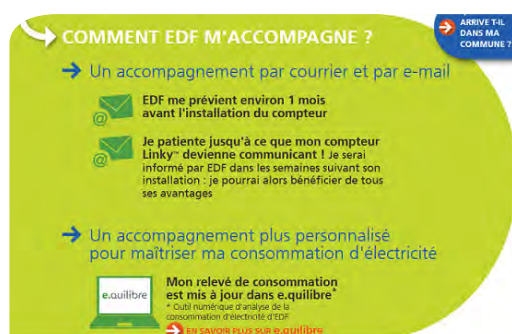 ARRIVE T-IL
DANS MA
COMMUNE ?
COMMENT EDF M'ACCOMPAGNE ?
Un accompagnement par courrier et par e-mail
EDF me prévient environ 1 mois
avant l'installation du compteur
@
Je patiente jusqu'à ce que mon compteur
Linky™ devienne communicant ! Je serai
informé par EDF dans les semaines suivant son
installation : je pourrai alors bénéficier de tous
ses avantages
@
Un accompagnement plus personnalisé
pour maîtriser ma consommation d'électricité
e.quilibre
Mon relevé de consommation
est mis à jour dans e.quilibre*
* Outil numérique d'analyse de la
consommation d'électricité d'EDF
EN SAVOIR PLUS SUR e.quilibre